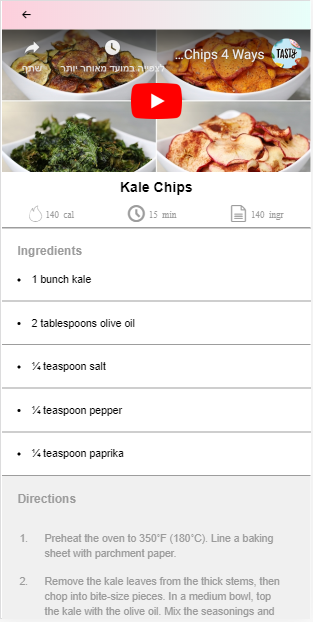 ...Chips 4 Ways
TASTY
לצפייה במועד מאוחר יותר
שתף
Kale Chips
140 cal
15 min
140 ingr
Ingredients
• 1 bunch kale
• 2 tablespoons olive oil
• ¼ teaspoon salt
• ¼ teaspoon pepper
• ¼ teaspoon paprika
Directions
1. Preheat the oven to 350°F (180°C). Line a baking
sheet with parchment paper.
2. Remove the kale leaves from the thick stems, then
chop into bite-size pieces. In a medium bowl, top
the kale with the olive oil. Mix the seasonings and